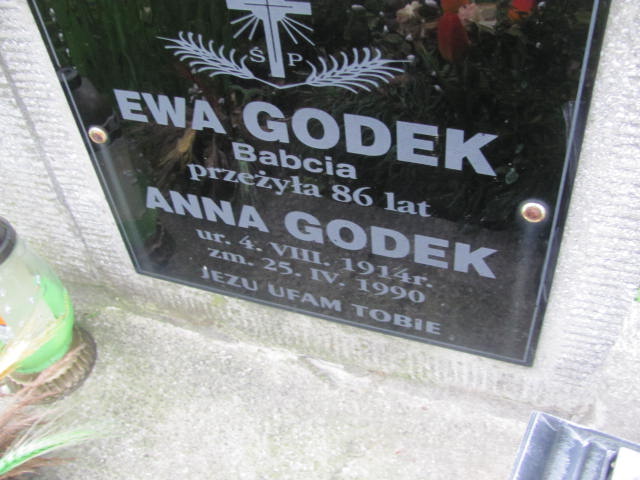 Ś P
EWA GODEK
Babcia
przeżyła 86 lat
ANNA GODEK
ur. 4. VIII. 1914r.
zm. 25. IV. 1990
JEZU UFAM TOBIE